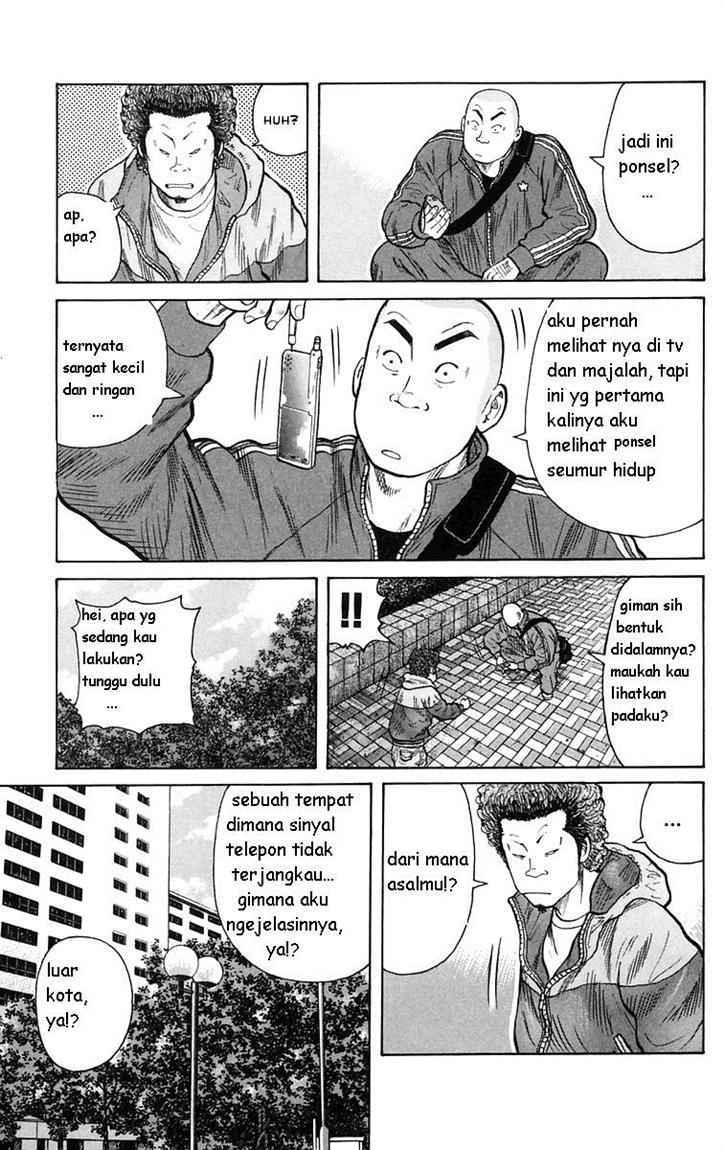 jadi ini
ponsel?
...
HUH?
ap.
apa?
aku pernah
melihat nya di tv
dan majalah, tapi
ini yg pertama
kalinya aku
melihat ponsel
seumur hidup
ternyata
sangat kecil
dan ringan
...
giman sih
bentuk
didalamnya?
maukah kau
lihatkan
padaku?
!!
hei, apa yg
sedang kau
lakukan?
tunggu dulu
...
...
dari mana
asalmu!?
sebuah tempat
dimana sinyal
telepon tidak
terjangkau...
gimana aku
ngejelasinnya,
ya!?
luar
kota,
ya!?